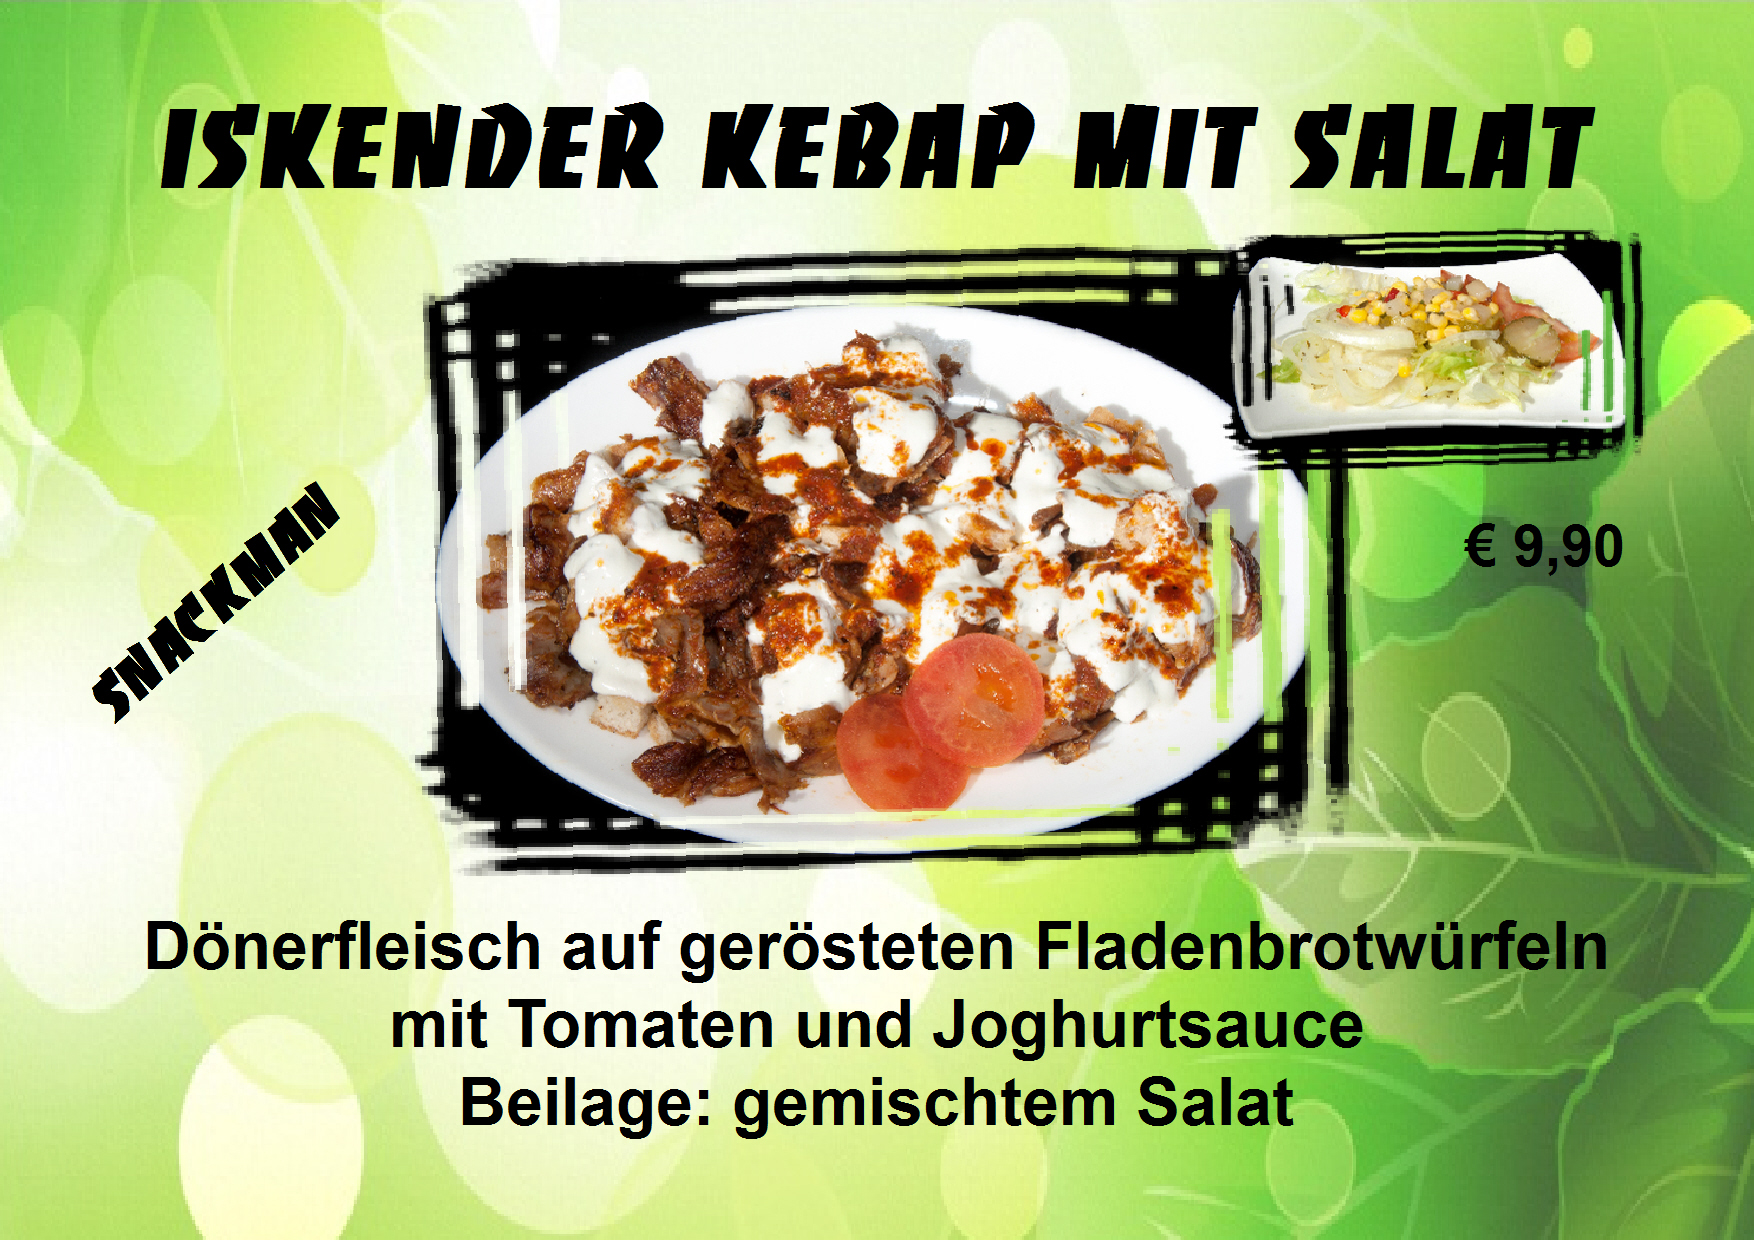 ISKENDER KEBAP MIT SALAT
SNACKMAN
€ 9,90
Dönerfleisch auf gerösteten Fladenbrotwürfeln
mit Tomaten und Joghurtsauce
Beilage: gemischtem Salat